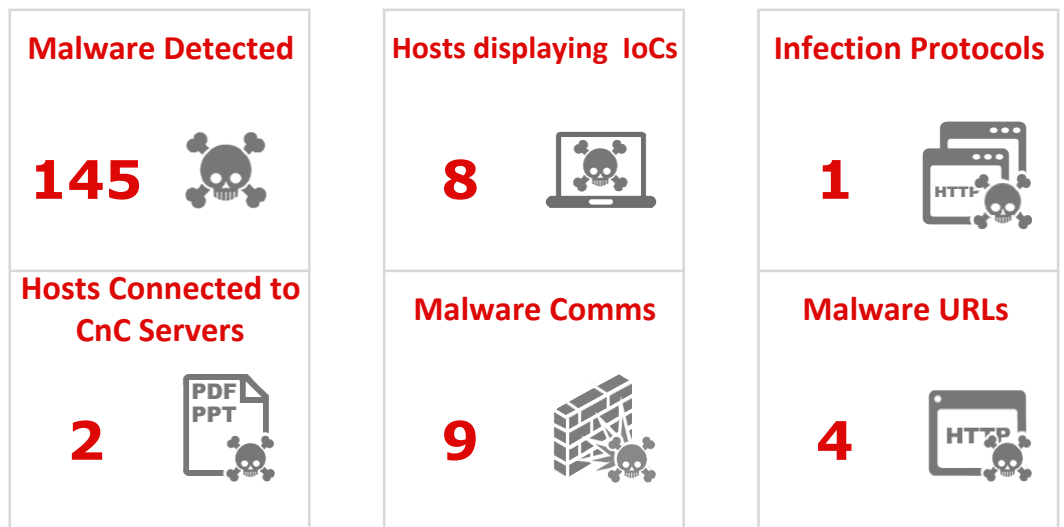 Malware Detected
145
Hosts displaying IoCs
8
Infection Protocols
1
HTTP
Hosts Connected to
CnC Servers
2
PDF
PPT
Malware Comms
9
Malware URLs
4
HTTP